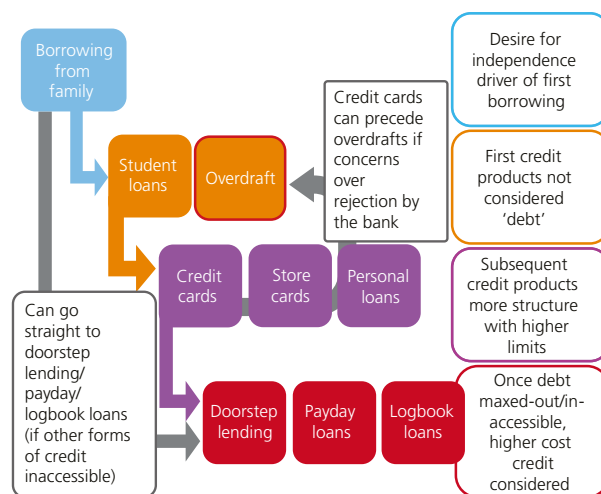 Borrowing
from
family
Desire for
independence
driver of first
borrowing
Credit cards
can precede
overdrafts if
concerns
over
rejection by
the bank
Student
loans
Overdraft
First credit
products not
considered
‘debt’
Credit
cards
Store
cards
Personal
loans
Subsequent
credit products
more structure
with higher
limits
Can go
straight to
doorstep
lending/
payday/
logbook loans
(if other forms
of credit
inaccessible)
Doorstep
lending
Payday
loans
Logbook
loans
Once debt
maxed-out/in-
accessible,
higher cost
credit
considered